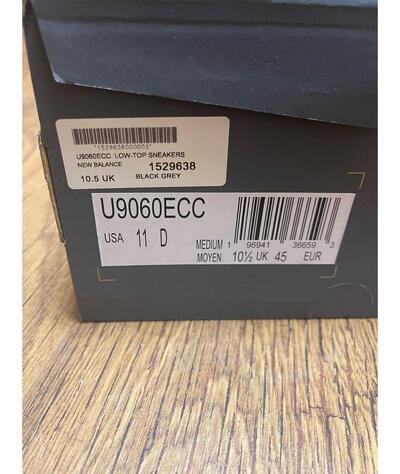 *1529638000002*
U9060ECC LOW-TOP SNEAKERS
NEW BALANCE 1529638
10.5 UK BLACK GREY
U9060ECC
USA 11 D MEDIUM 1 96941 36659 3
MOYEN 10½ UK 45 EUR